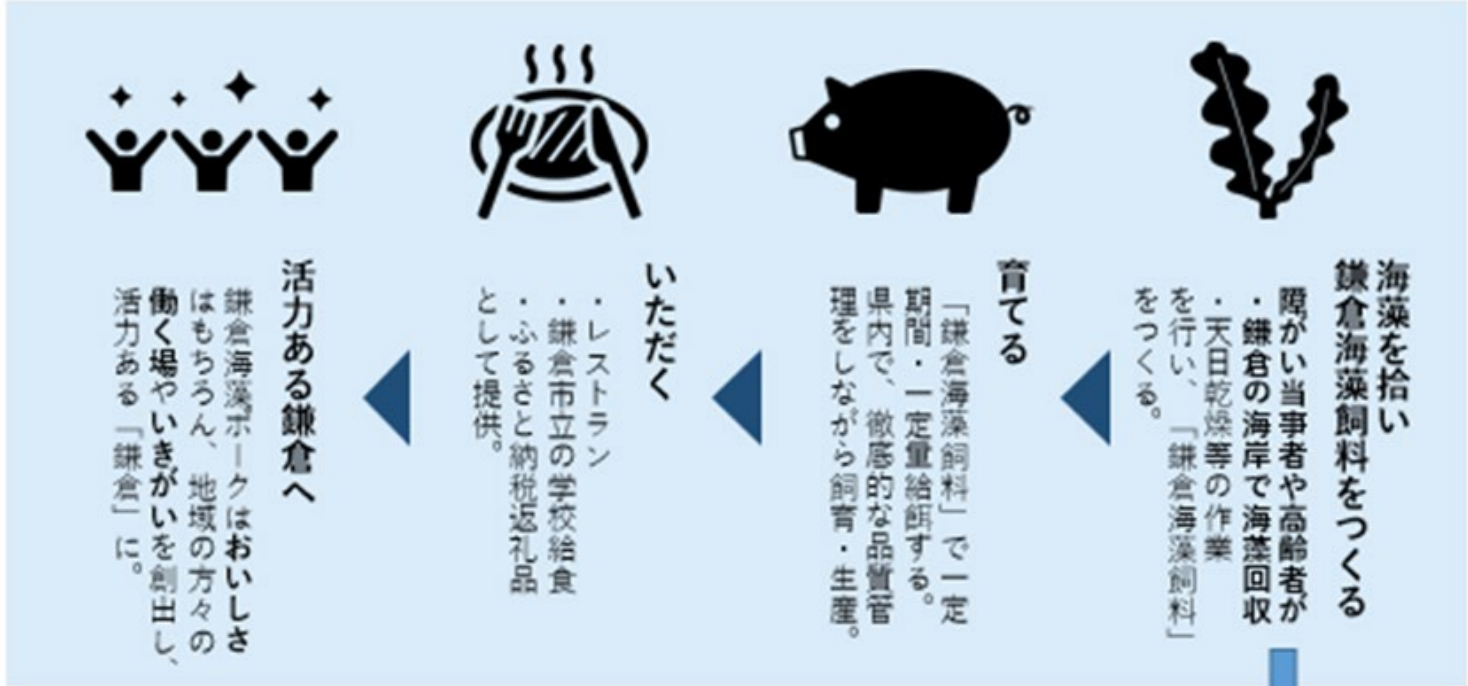 海藻を拾い
鎌倉海藻飼料をつくる
障がい当事者や高齢者が
・鎌倉の海岸で海藻回収
・天日乾燥等の作業
を行い、「鎌倉海藻飼料」
をつくる。
育てる
「鎌倉海藻飼料」で一定
期間・一定量給餌する。
県内で、徹底的な品質管
理をしながら飼育・生産。
いただく
・レストラン
・鎌倉市立の学校給食
・ふるさと納税返礼品
として提供。
活力ある鎌倉へ
鎌倉海藻ポークはおいしさ
はもちろん、地域の方々の
働く場やいきがいを創出し、
活力ある「鎌倉」に。